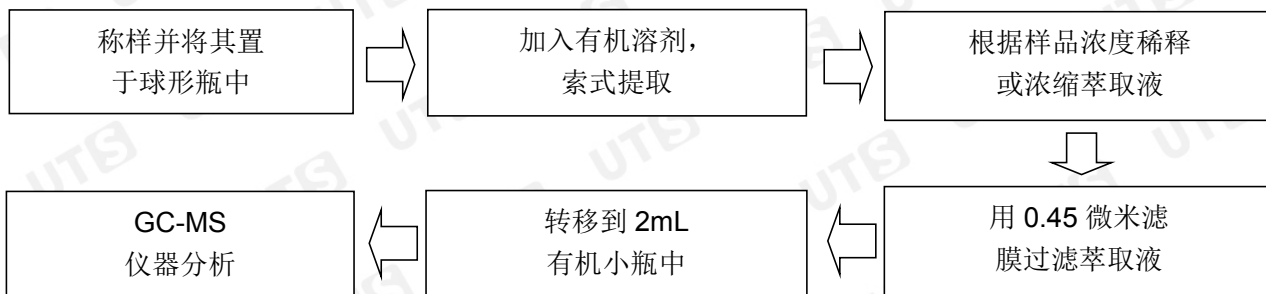 称样并将其置
于球形瓶中
加入有机溶剂，
索式提取
根据样品浓度稀释
或浓缩萃取液
用 0.45 微米滤
膜过滤萃取液
转移到 2mL
有机小瓶中
GC-MS
仪器分析
UTS